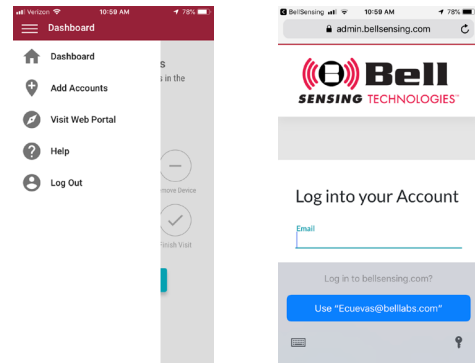 Verizon 10:59 AM 78%
Dashboard
Dashboard
Add Accounts
Visit Web Portal
Help
Log Out
s
s in the
move Device
Finish Visit
BellSensing 10:59 AM 78%
admin.bellsensing.com
Bell
SENSING TECHNOLOGIES™
Log into your Account
Email
Log in to bellsensing.com?
Use "Ecuevas@belllabs.com"